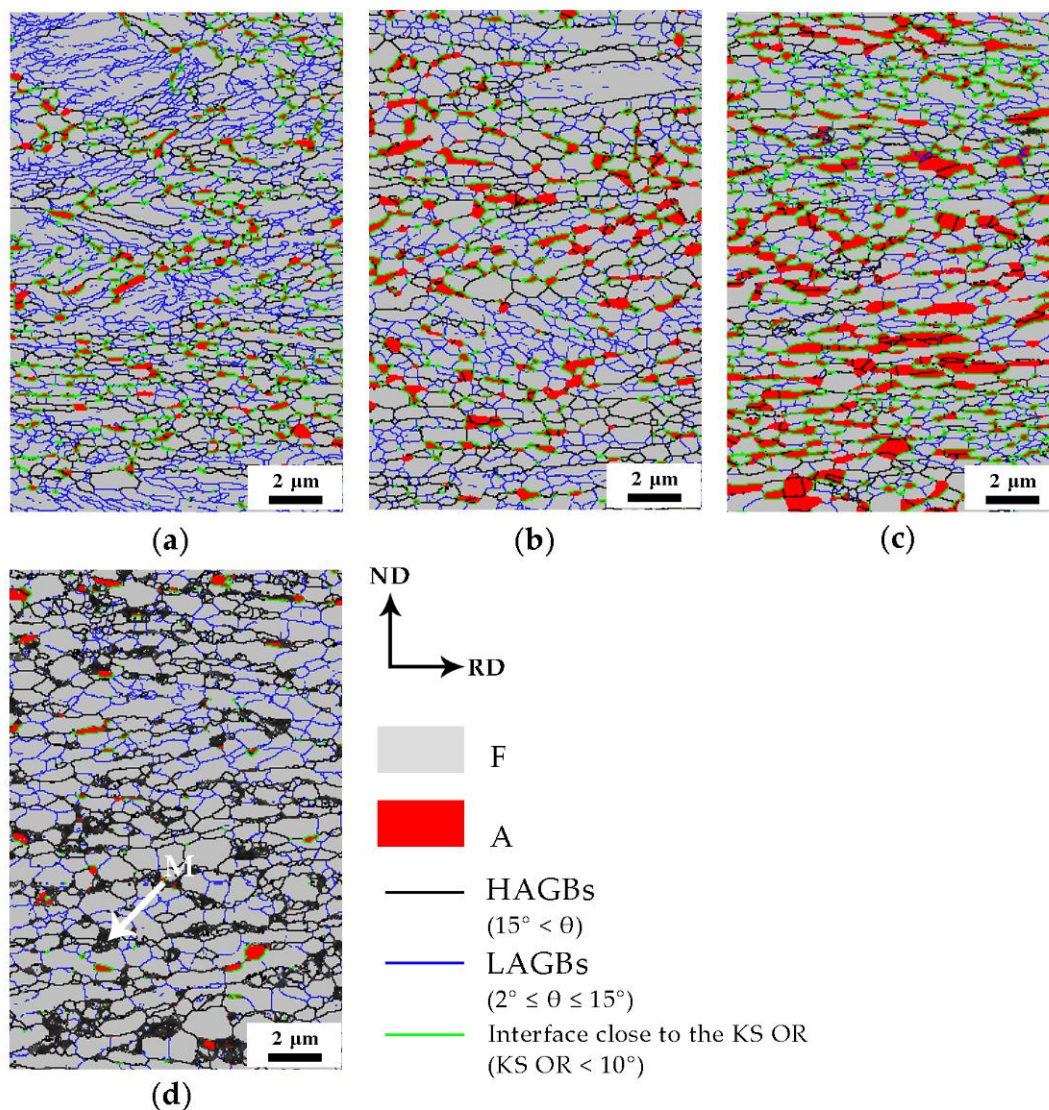 2 μm
2 μm
2 μm
(a)
(b)
(c)
ND
RD
F
A
M
HAGBs
(15° < θ)
LAGBs
(2° ≤ θ ≤ 15°)
Interface close to the KS OR
(KS OR < 10°)
2 μm
(d)